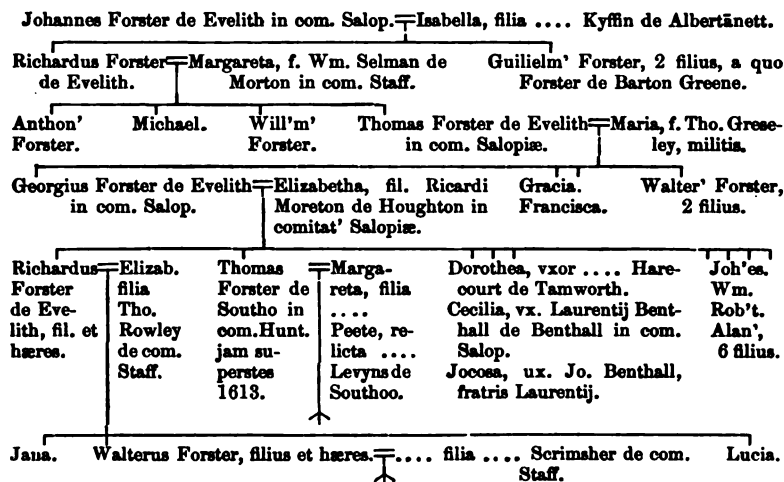 Johannes Forster de Evelith in com. Salop.=Isabella, filia .... Kyffin de Albertānett.
Richardus Forster=Margareta, f. Wm. Selman de Morton in com. Staff.
de Evelith.
Guilielm' Forster, 2 filius, a quo
Forster de Barton Greene.
Anthon'
Forster.
Michael.
Will'm'
Forster.
Thomas Forster de Evelith=Maria, f. Tho. Grese-
in com. Salopiæ.
ley, militis.
Georgius Forster de Evelith=Elizabetha, fil. Ricardi
in com. Salop.
Moreton de Houghton in
comitat' Salopiæ.
Gracia.
Francisca.
Walter' Forster,
2 filius.
Richardus
Forster
de Eve-
lith, fil. et
hæres.
=Elizab.
filia
Tho.
Rowley
de com.
Staff.
Thomas
Forster de
Southo in
com.Hunt.
jam su-
perstes
1613.
=Marga-
reta, filia
....
Peete, re-
licta ....
Levyns de
Southoo.
Dorothea, vxor .... Hare-
court de Tamworth.
Cecilia, vx. Laurentij Bent-
hall de Benthall in com.
Salop.
Jocosa, ux. Jo. Benthall,
fratris Laurentij.
Joh'es.
Wm.
Rob't.
Alan',
6 filius.
Jana.
Walterus Forster, filius et hæres.=.... filia .... Scrimsher de com.
Staff.
Lucia.